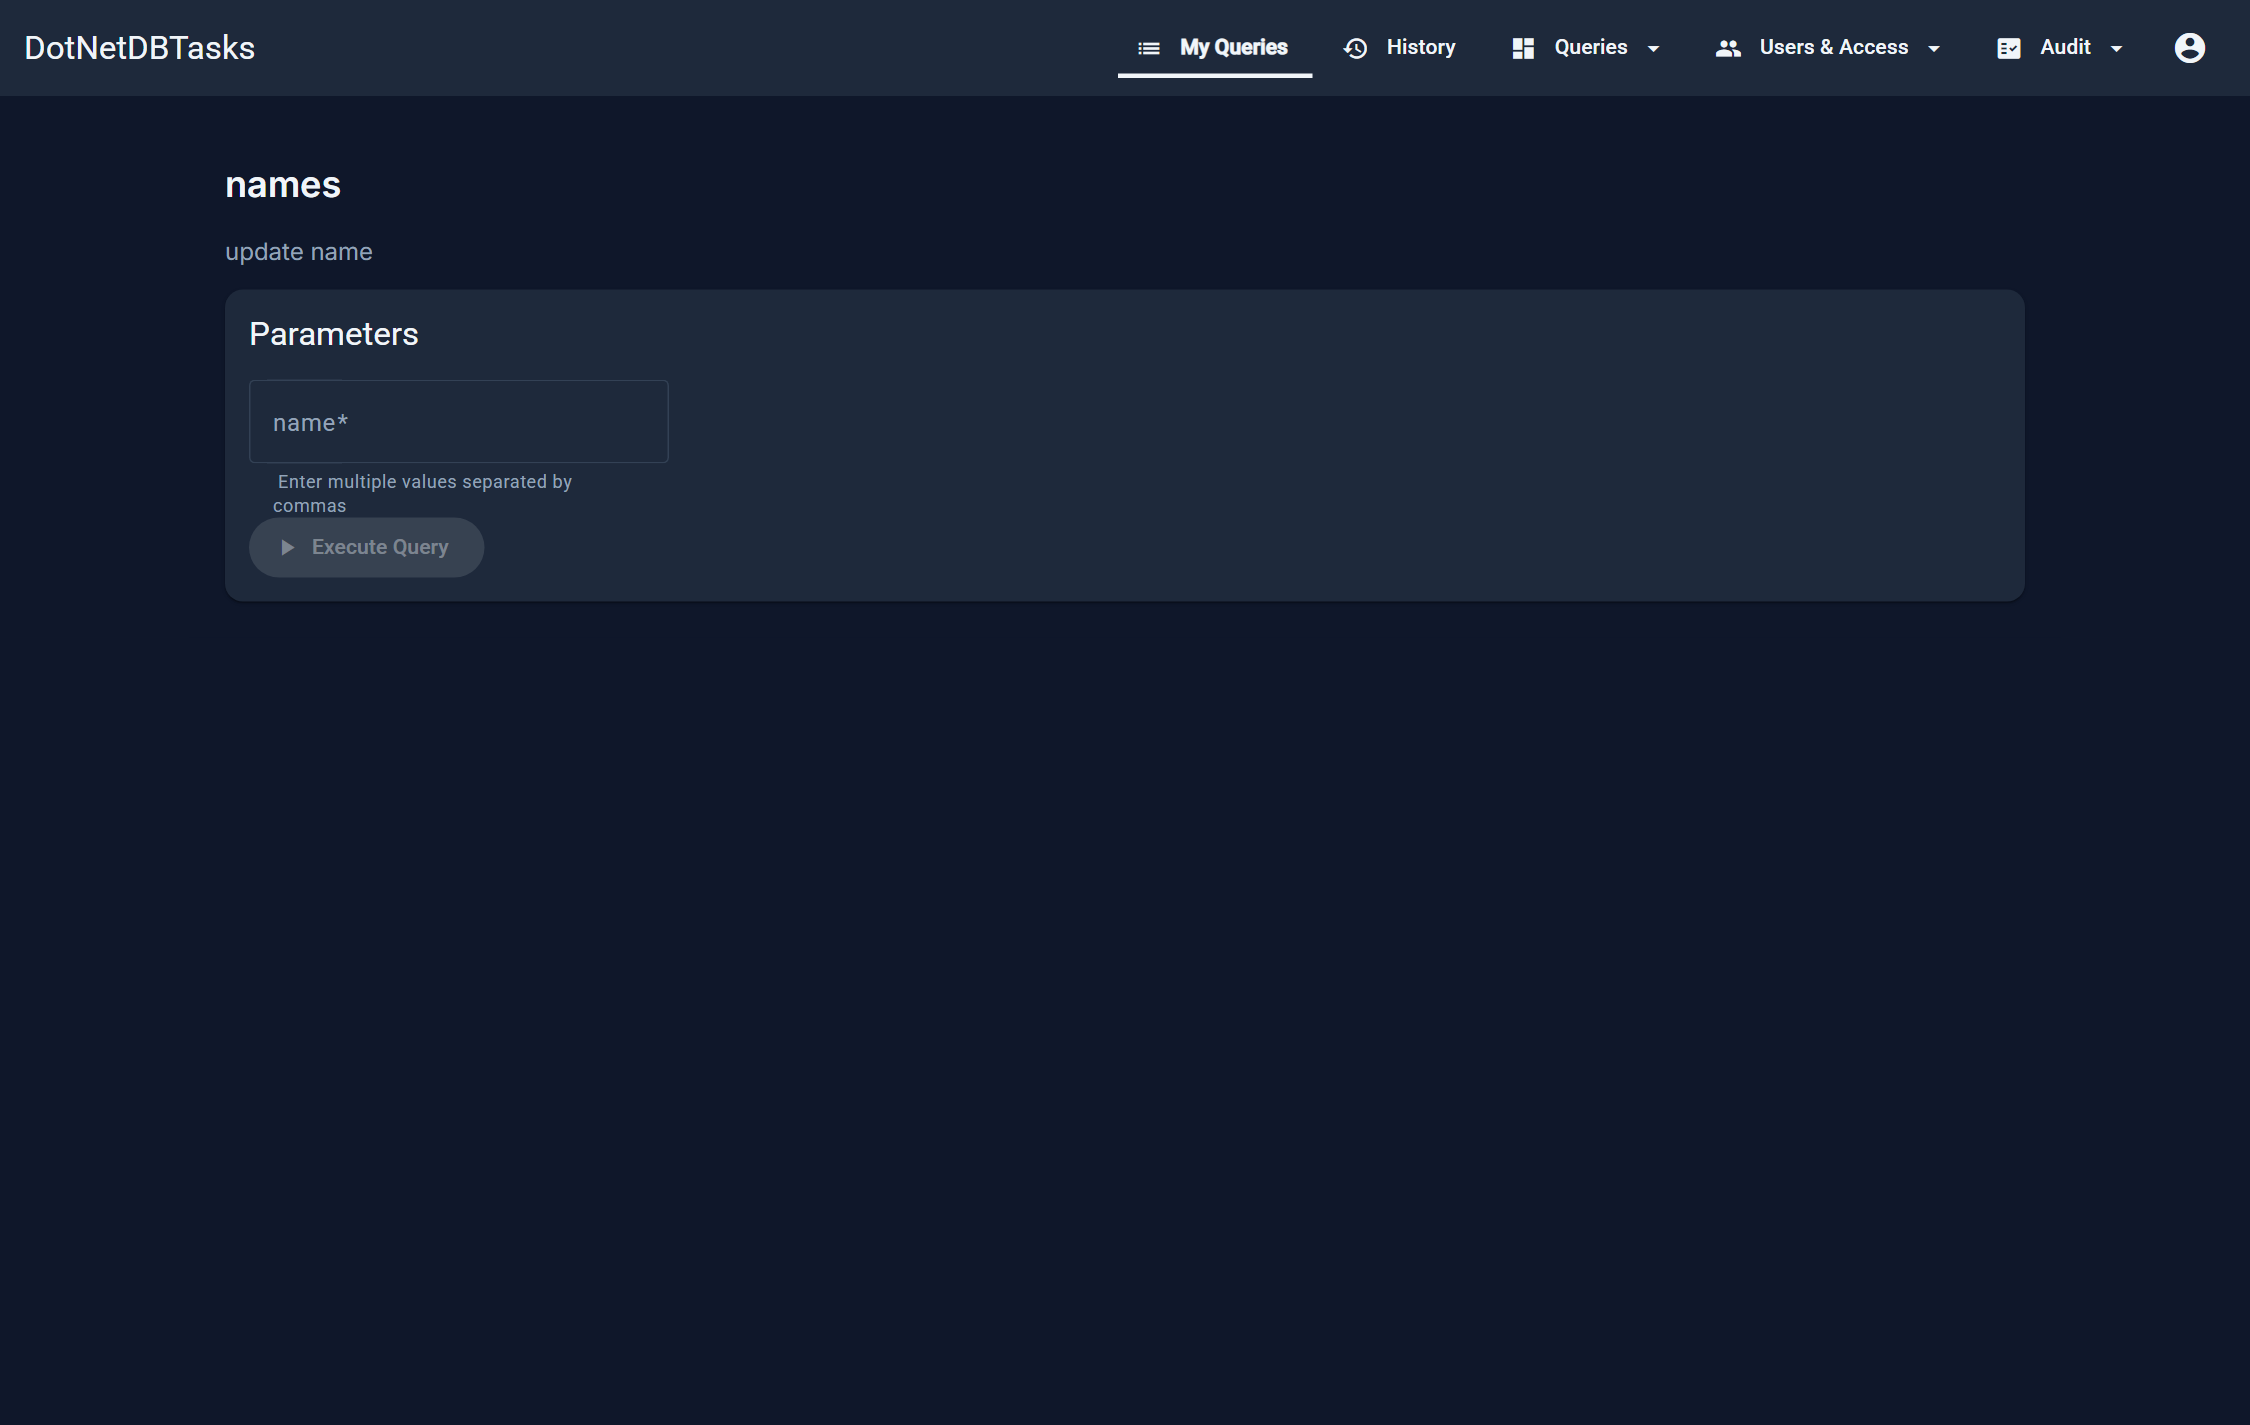 DotNetDBTasks
My Queries
History
Queries
Users & Access
Audit
names
update name
Parameters
name*
Enter multiple values separated by
commas
Execute Query